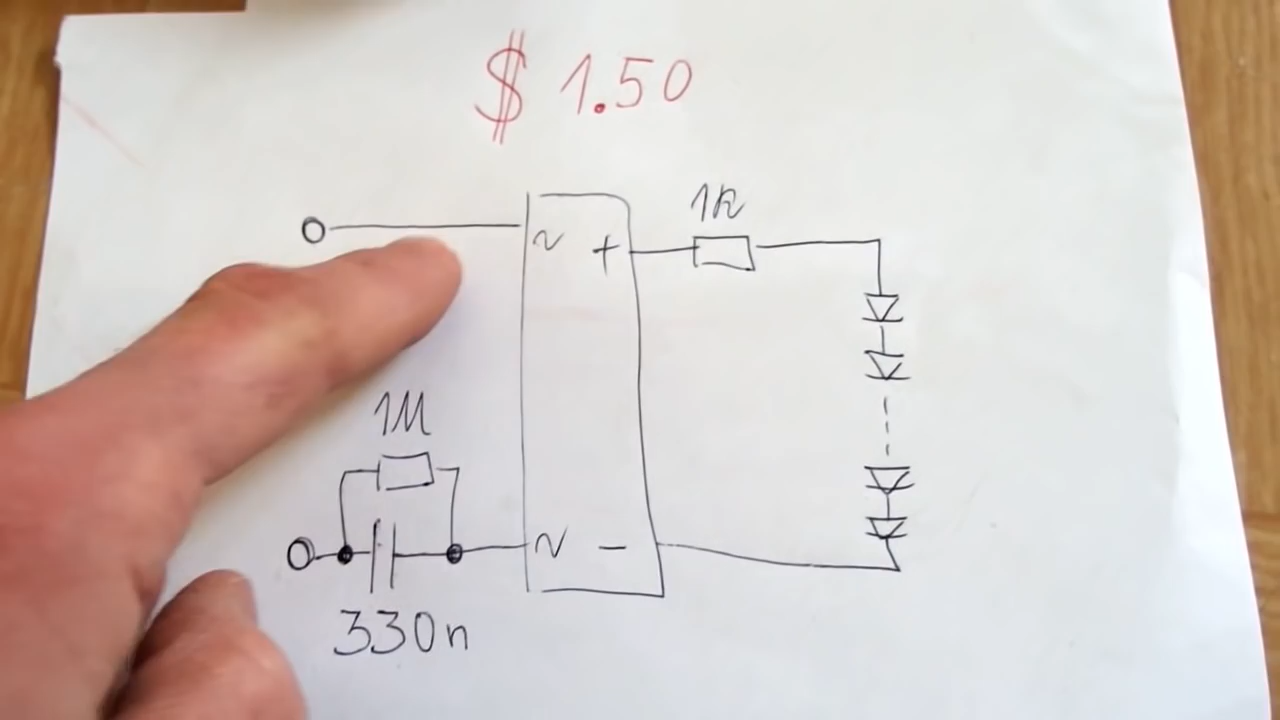 $ 1.50
1k
~
+
1M
~ –
330n